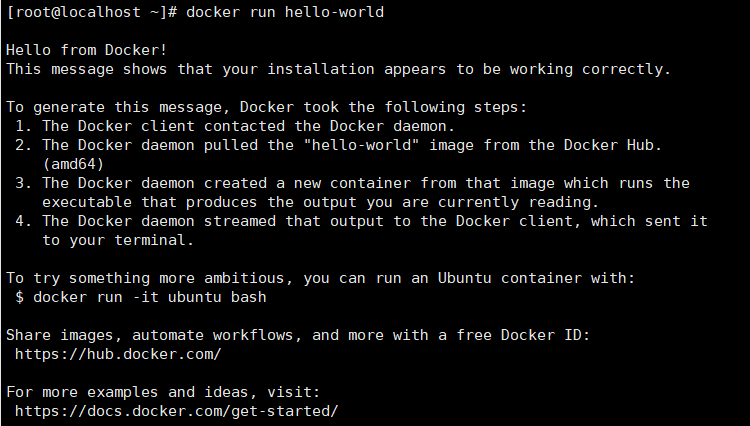 [root@localhost ~]# docker run hello-world
Hello from Docker!
This message shows that your installation appears to be working correctly.
To generate this message, Docker took the following steps:
1. The Docker client contacted the Docker daemon.
2. The Docker daemon pulled the "hello-world" image from the Docker Hub.
(amd64)
3. The Docker daemon created a new container from that image which runs the
executable that produces the output you are currently reading.
4. The Docker daemon streamed that output to the Docker client, which sent it
to your terminal.
To try something more ambitious, you can run an Ubuntu container with:
$ docker run -it ubuntu bash
Share images, automate workflows, and more with a free Docker ID:
https://hub.docker.com/
For more examples and ideas, visit:
https://docs.docker.com/get-started/